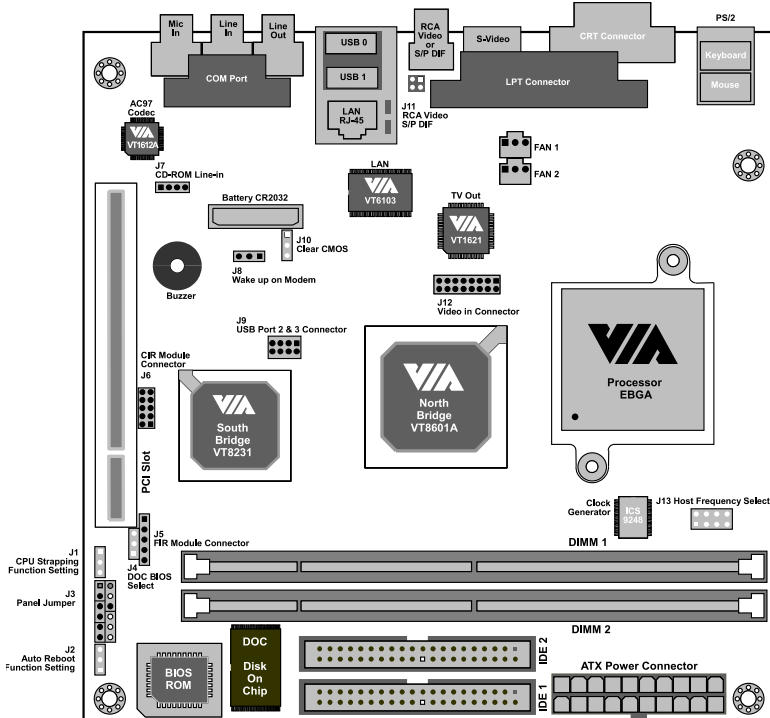 Mic
In
Line
In
Line
Out
COM Port
USB 0
USB 1
LAN
RJ-45
RCA
Video
or
S/P DIF
S-Video
CRT Connector
LPT Connector
PS/2
Keyboard
Mouse
J11
RCA Video
S/P DIF
AC97
Codec
VIA
VT1612A
J7
CD-ROM Line-in
LAN
VIA
VT6103
FAN 1
FAN 2
TV Out
VIA
VT1621
Battery CR2032
J10
Clear CMOS
J8
Wake up on Modem
Buzzer
J12
Video in Connector
J9
USB Port 2 & 3 Connector
CIR Module
Connector
J6
VIA
South
Bridge
VT8231
VIA
North
Bridge
VT8601A
VIA
Processor
EBGA
PCI Slot
Clock
Generator
ICS
9248
J13 Host Frequency Select
J5
FIR Module Connector
J4
DOC BIOS
Select
J1
CPU Strapping
Function Setting
J3
Panel Jumper
J2
Auto Reboot
Function Setting
DIMM 1
DIMM 2
BIOS
ROM
DOC
Disk
On
Chip
IDE 2
IDE 1
ATX Power Connector